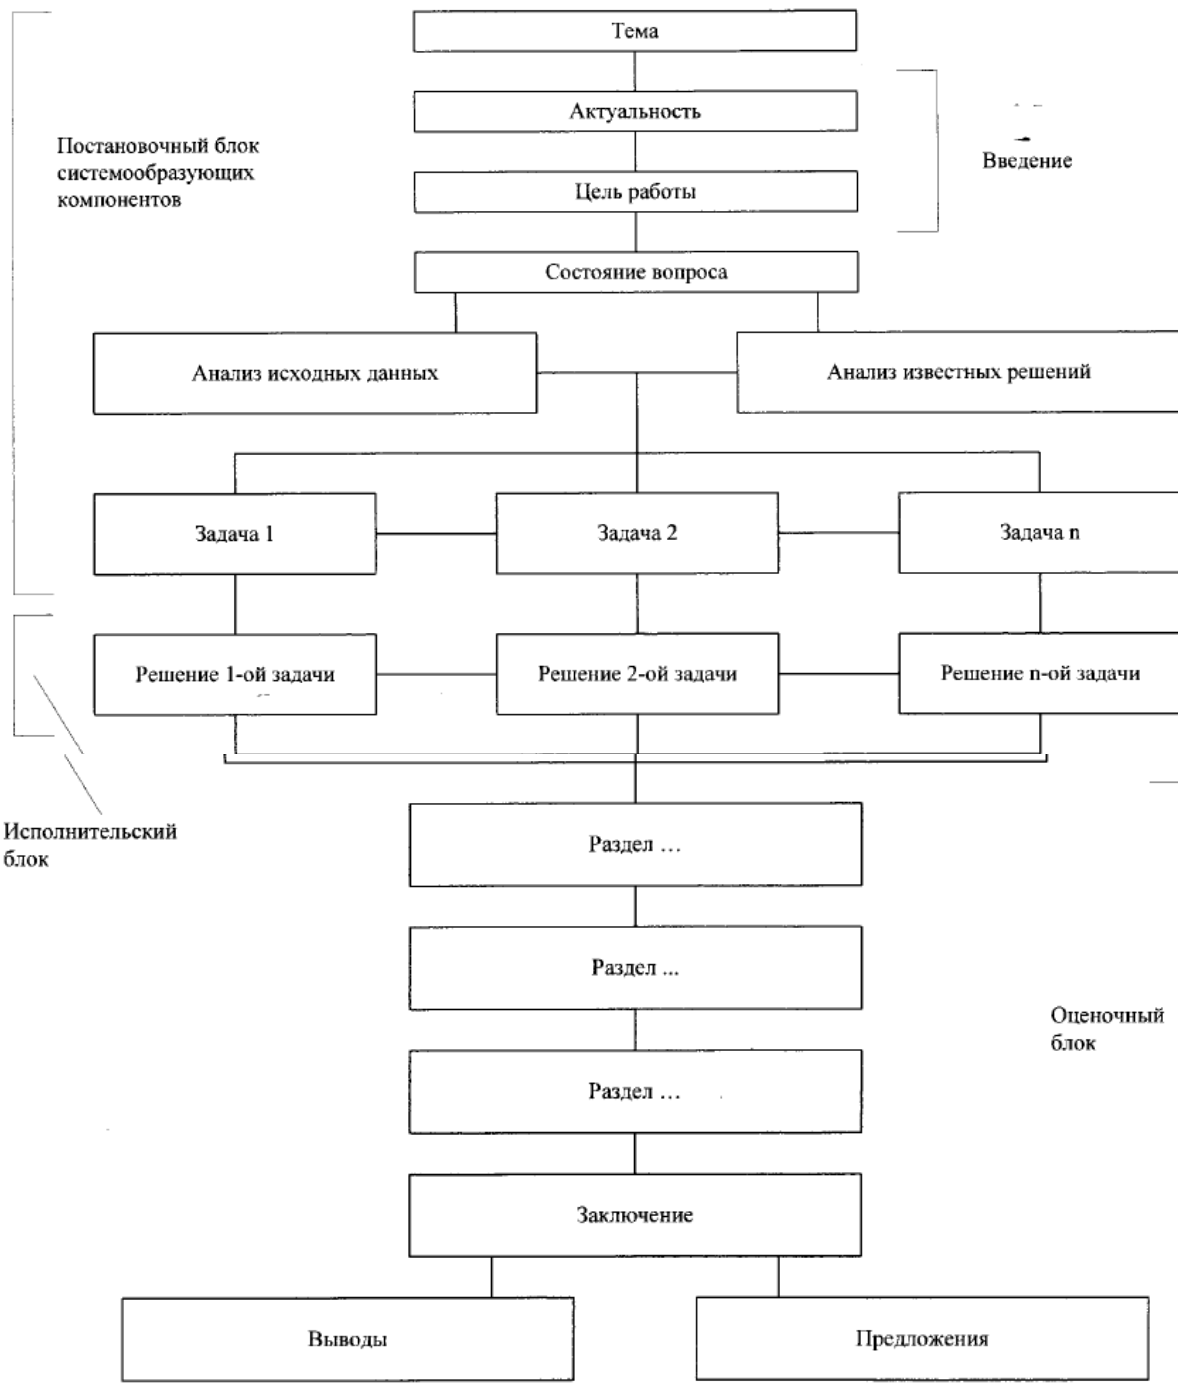 Тема
Актуальность
Постановочный блок
системообразующих
компонентов
Введение
Цель работы
Состояние вопроса
Анализ исходных данных
Анализ известных решений
Задача 1
Задача 2
Задача n
Решение 1-ой задачи
Решение 2-ой задачи
Решение n-ой задачи
Исполнительский
блок
Раздел …
Раздел ...
Оценочный
блок
Раздел …
Заключение
Выводы
Предложения